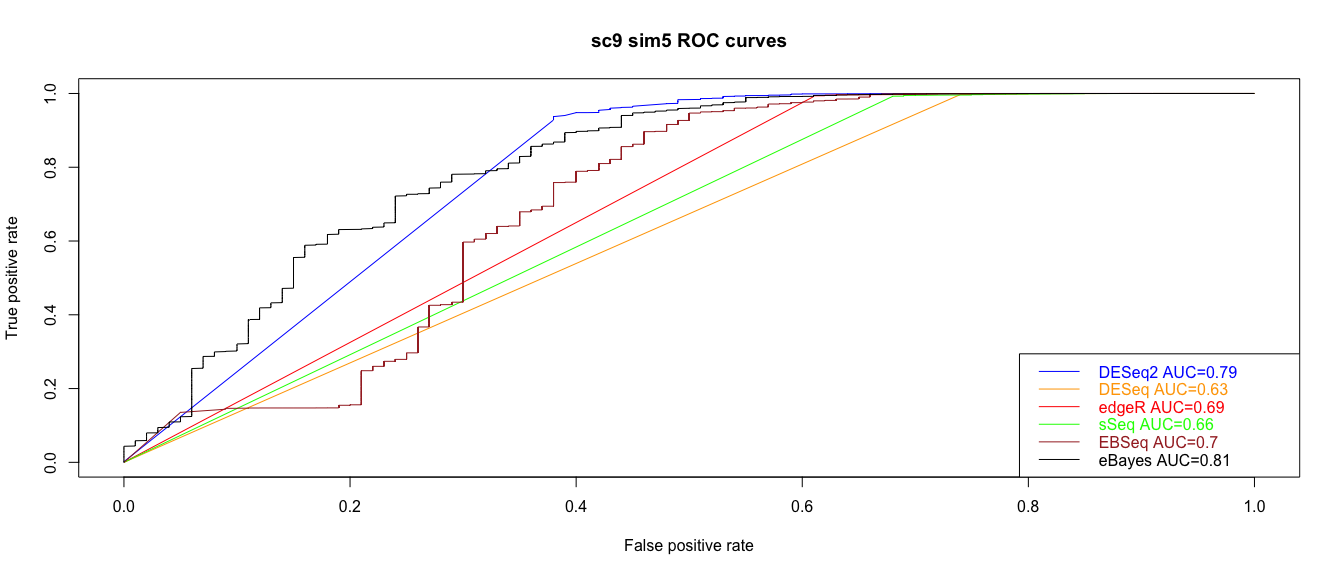 sc9 sim5 ROC curves
True positive rate
1.0
0.8
0.6
0.4
0.2
0.0
DESeq2 AUC=0.79
DESeq AUC=0.63
edgeR AUC=0.69
sSeq AUC=0.66
EBSeq AUC=0.7
eBayes AUC=0.81
0.0 0.2 0.4 0.6 0.8 1.0
False positive rate